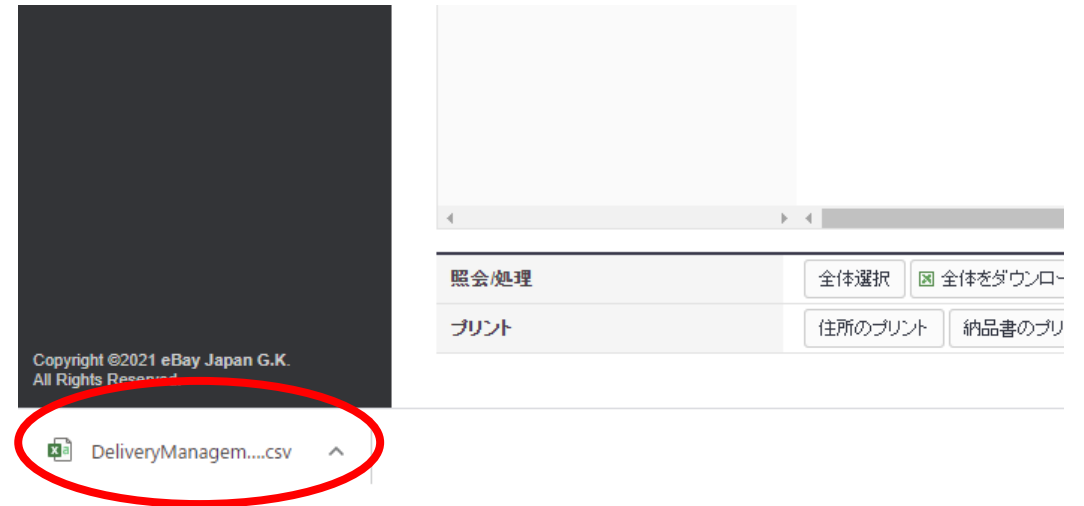 照会/処理
全体選択 全体をダウンロー
プリント
住所のプリント 納品書のプリ
Copyright ©2021 eBay Japan G.K.
All Rights Reserved
DeliveryManagem....csv